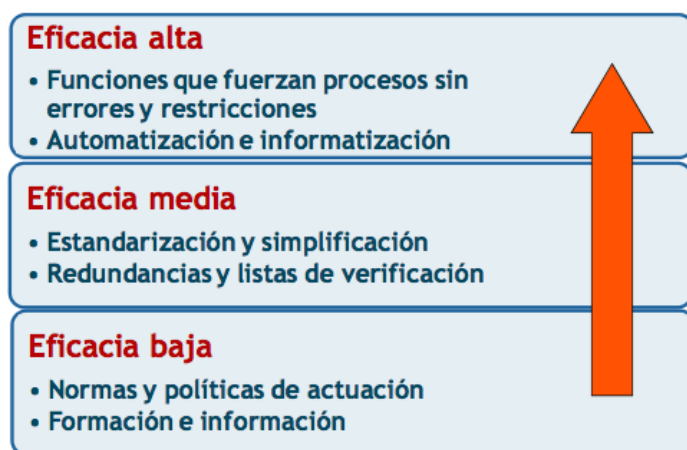 Eficacia alta
• Funciones que fuerzan procesos sin
errores y restricciones
• Automatización e informatización
Eficacia media
• Estandarización y simplificación
• Redundancias y listas de verificación
Eficacia baja
• Normas y políticas de actuación
• Formación e información